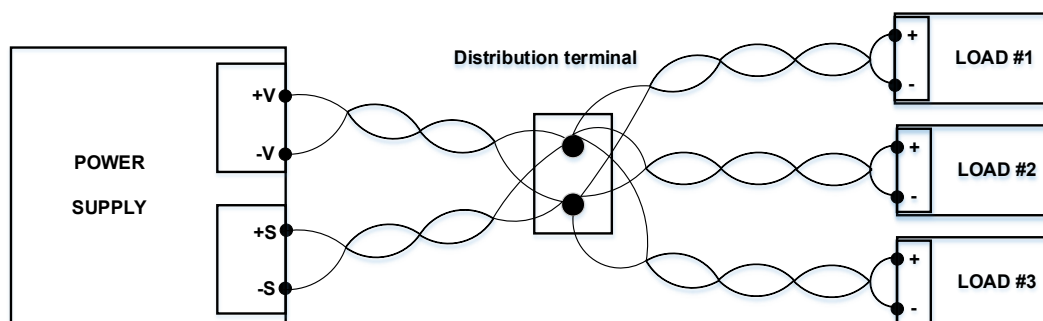 Distribution terminal
+V
-V
POWER
SUPPLY
+S
-S
+
LOAD #1
-
+
LOAD #2
-
+
LOAD #3
-